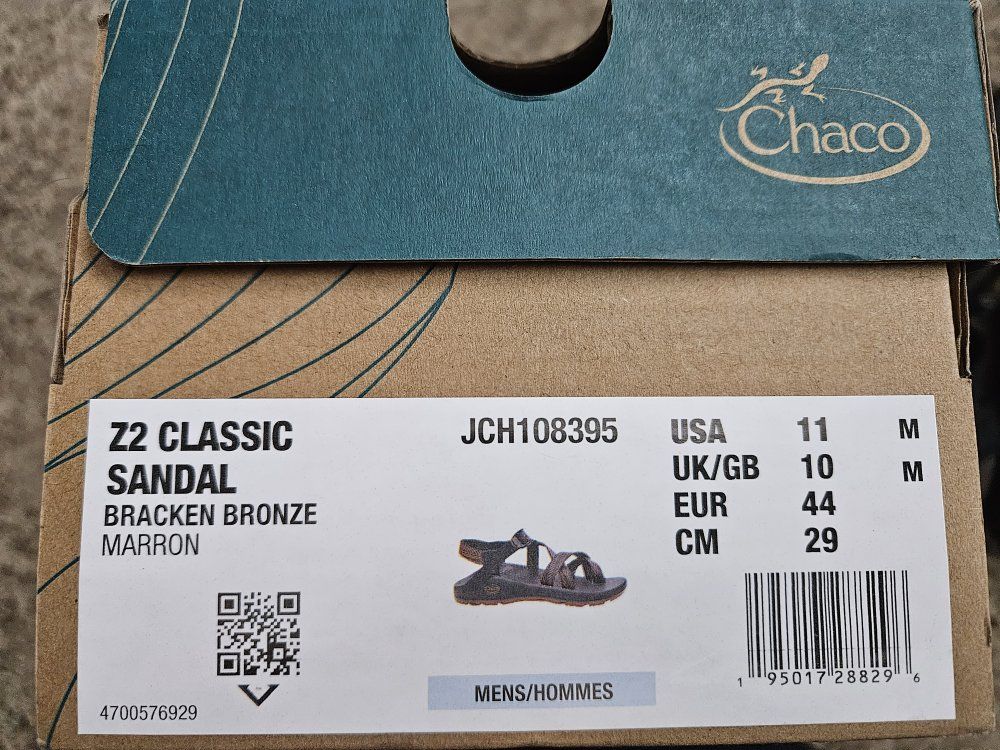 Chaco
Z2 CLASSIC
SANDAL
BRACKEN BRONZE
MARRON
JCH108395
USA 11 M
UK/GB 10 M
EUR 44
CM 29
MENS/HOMMES
4700576929
1 95017 28829 6